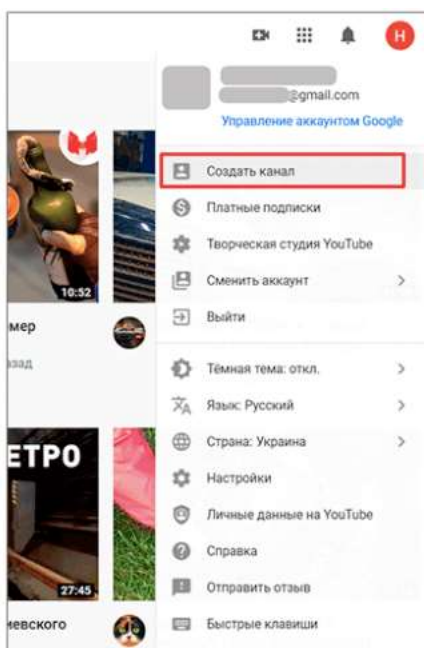 H
@gmail.com
Управление аккаунтом Google
Создать канал
Платные подписки
Творческая студия YouTube
Сменить аккаунт
Выйти
10:52
мер
азад
Тёмная тема: откл.
Язык: Русский
Страна: Украина
Настройки
Личные данные на YouTube
Справка
Отправить отзыв
Быстрые клавиши
ЕТРО
27:45
иевского